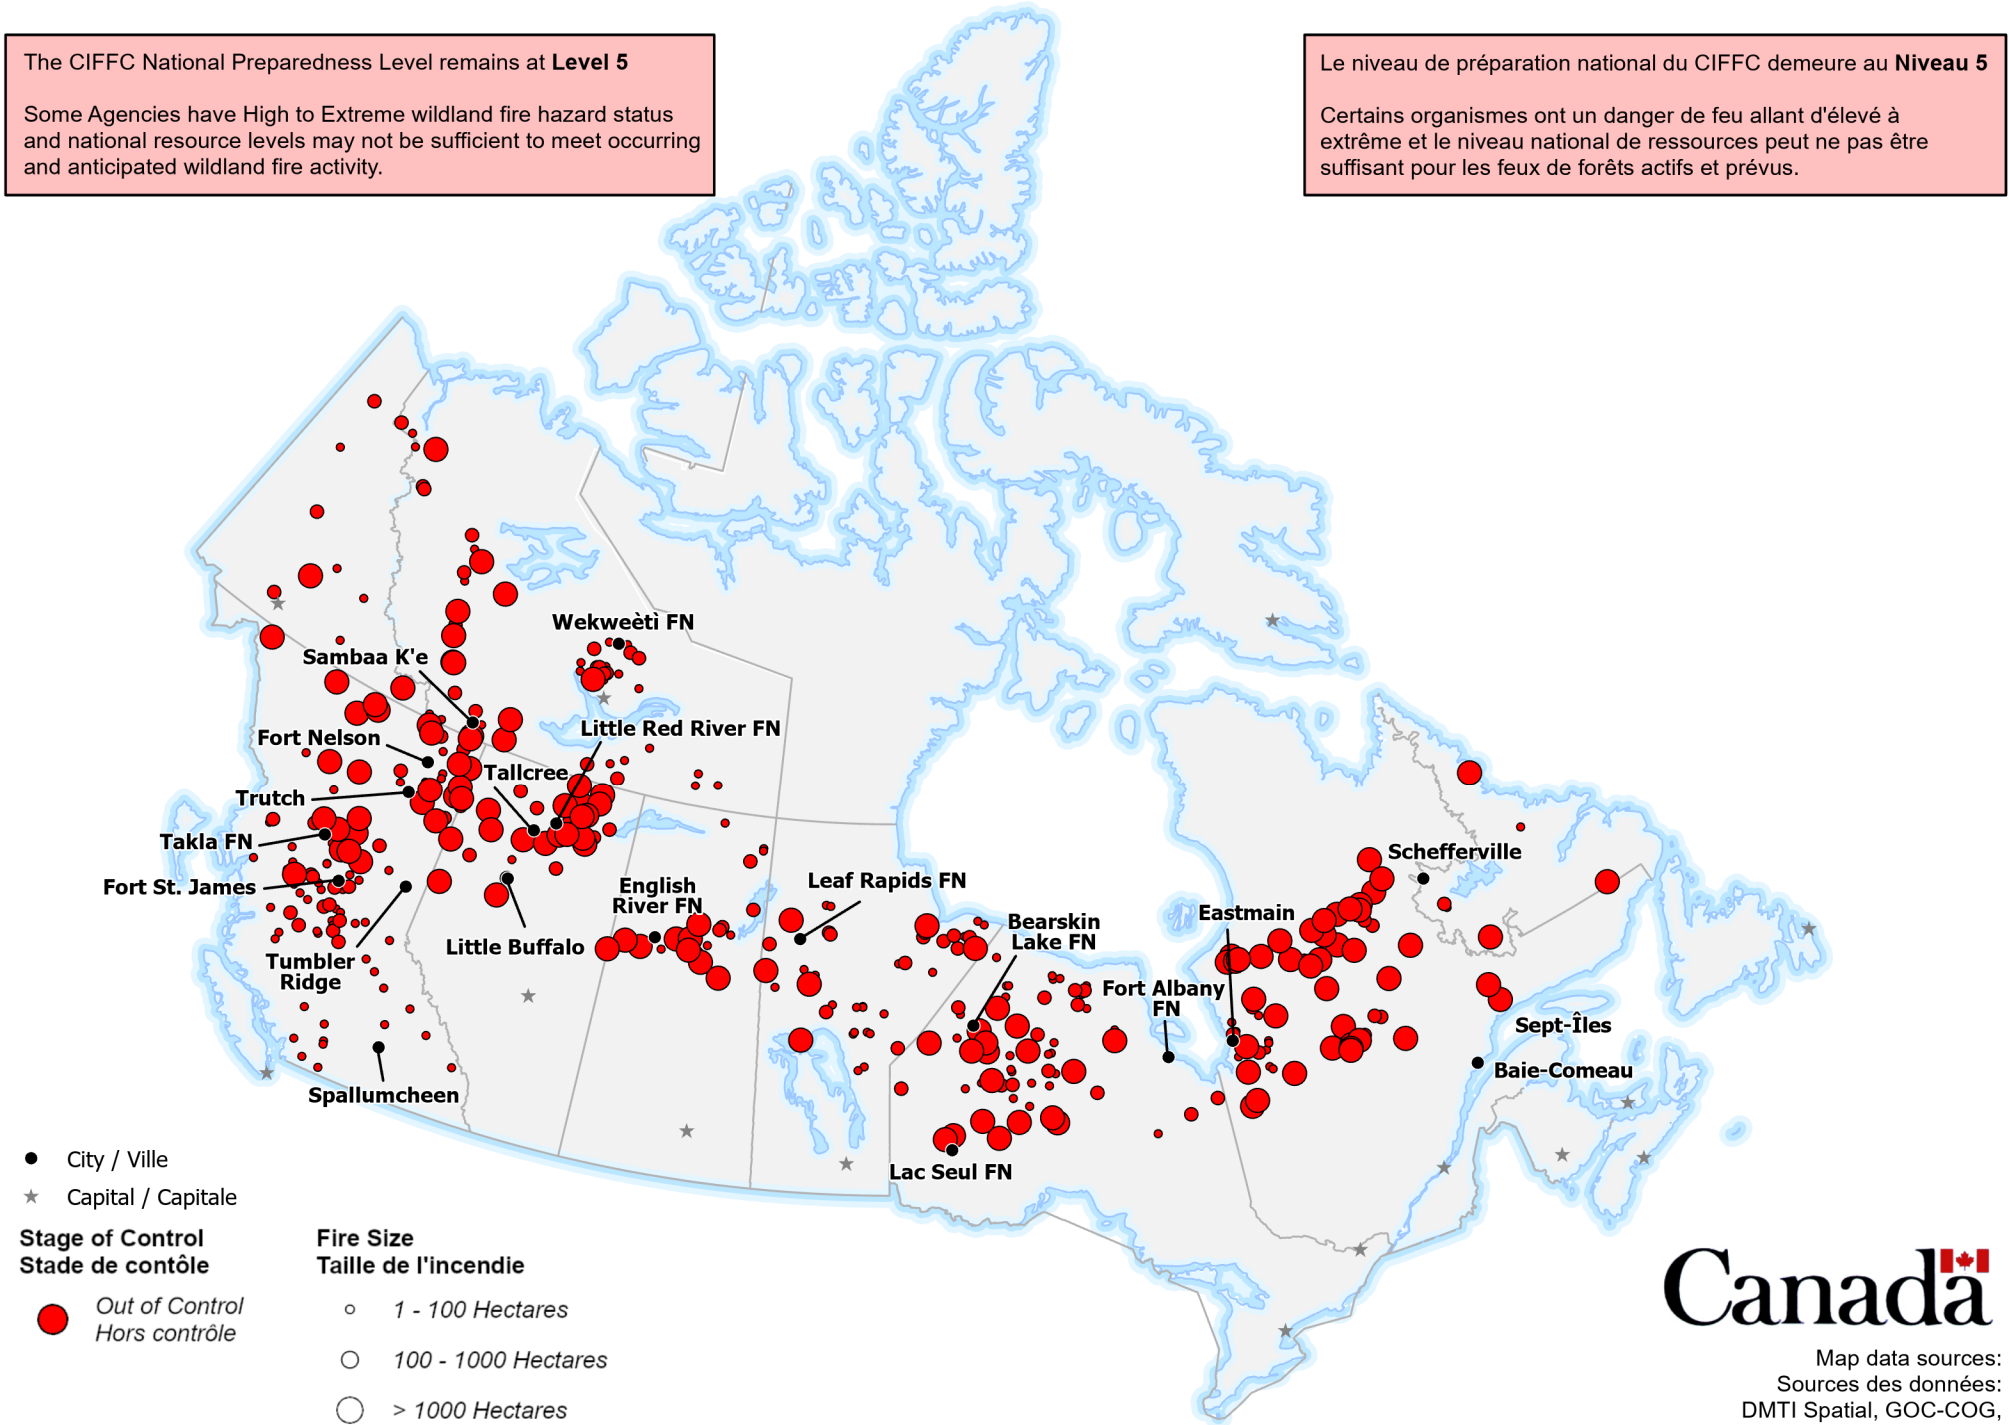 The CIFFC National Preparedness Level remains at Level 5
Some Agencies have High to Extreme wildland fire hazard status
and national resource levels may not be sufficient to meet occurring
and anticipated wildland fire activity.
Le niveau de préparation national du CIFFC demeure au Niveau 5
Certains organismes ont un danger de feu allant d'élevé à
extrême et le niveau national de ressources peut ne pas être
suffisant pour les feux de forêts actifs et prévus.
Wekweètì FN
Sambaa K'e
Little Red River FN
Fort Nelson
Tallcree
Trutch
Takla FN
Fort St. James
Schefferville
English
River FN
Leaf Rapids FN
Eastmain
Bearskin
Lake FN
Little Buffalo
Tumbler
Ridge
Fort Albany
FN
Sept-Îles
Baie-Comeau
Spallumcheen
Lac Seul FN
City / Ville
Capital / Capitale
Stage of Control
Stade de contôle
Out of Control
Hors contrôle
Fire Size
Taille de l'incendie
1 - 100 Hectares
100 - 1000 Hectares
> 1000 Hectares
Canada
Map data sources:
Sources des données:
DMTI Spatial, GOC-COG,